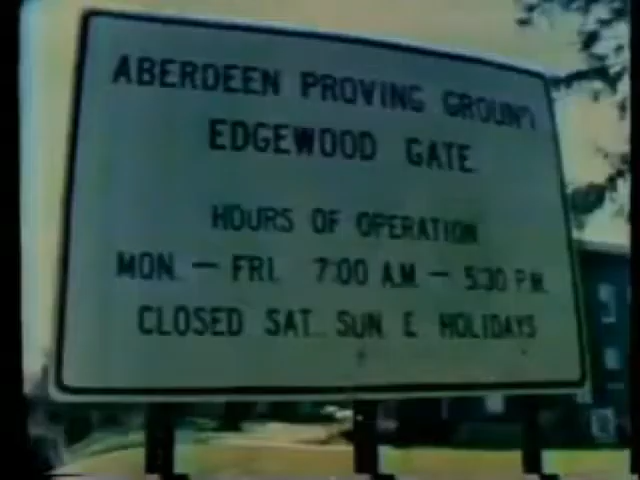 ABERDEEN PROVING GROUND
EDGEWOOD GATE
HOURS OF OPERATION
MON. — FRI. 7:00 A.M. — 5:30 P.M.
CLOSED SAT. SUN. & HOLIDAYS